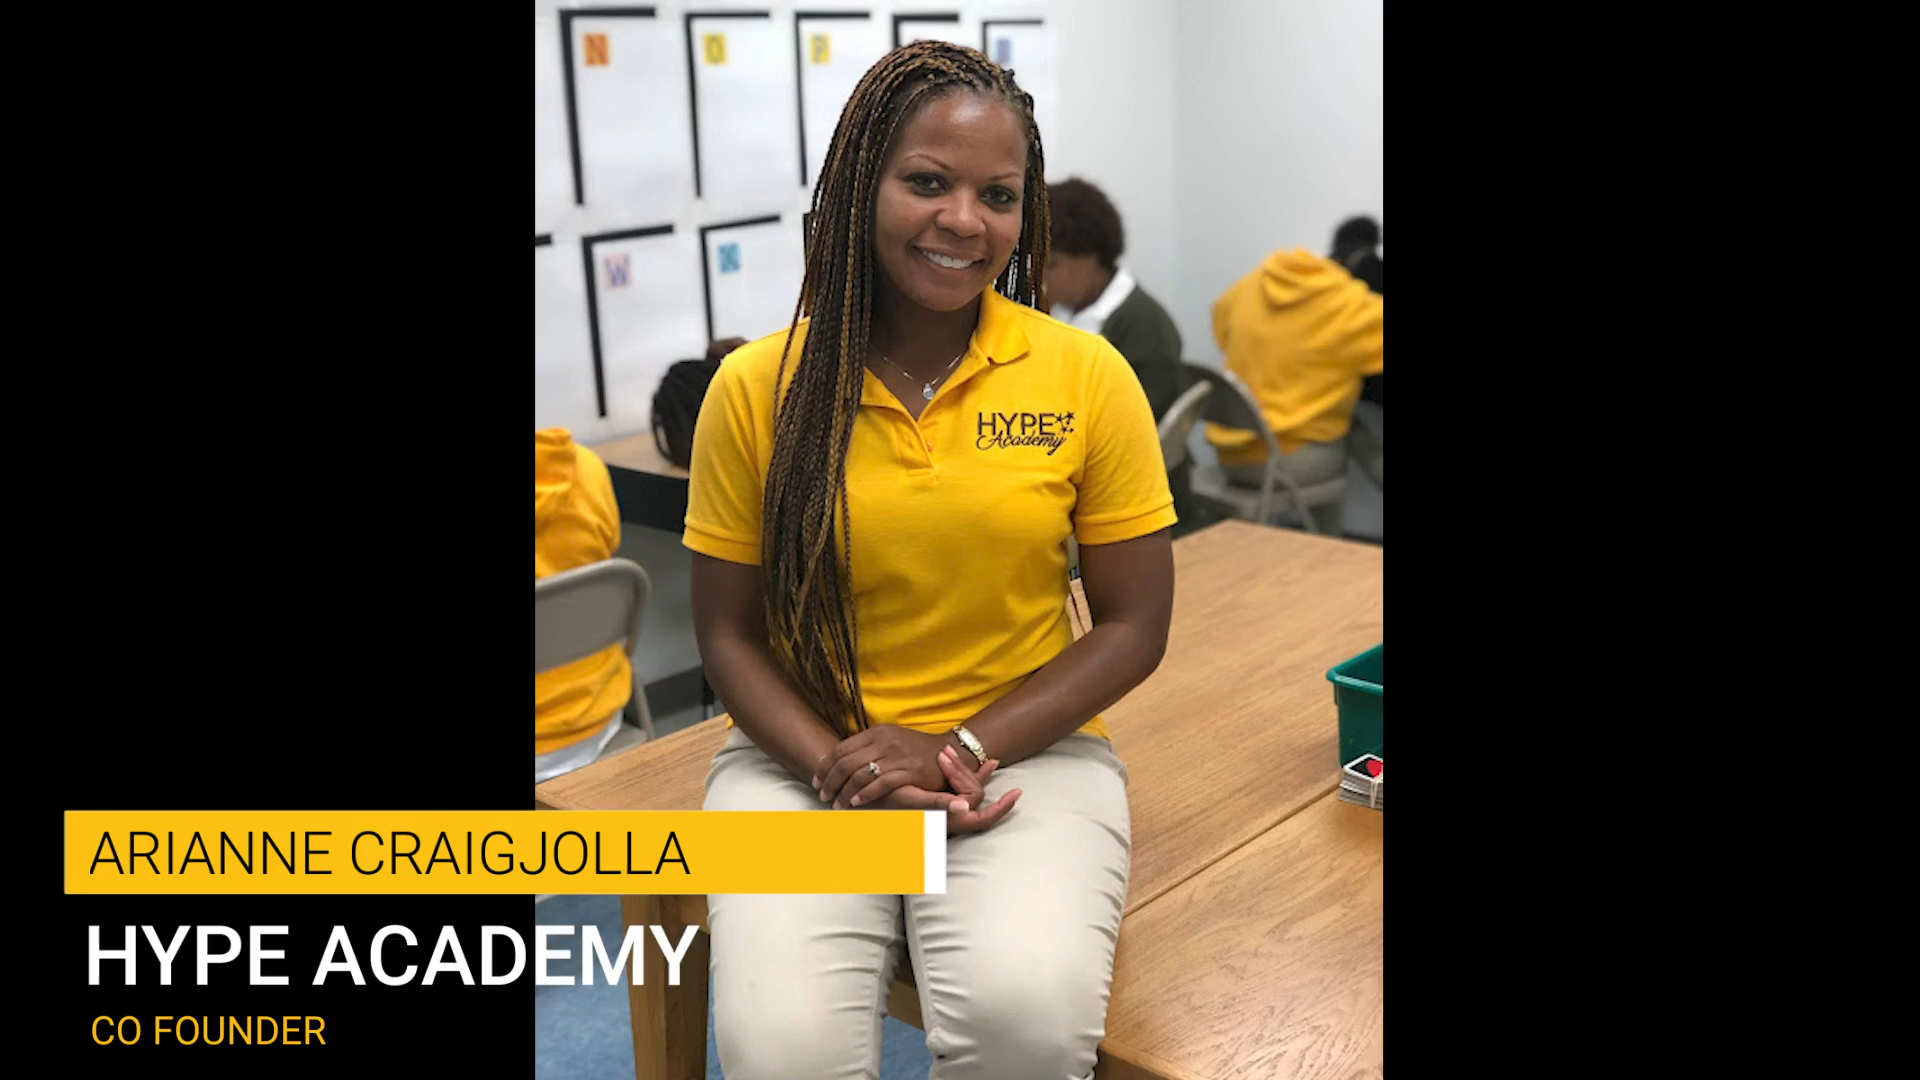 N
O
P
W
X
HYPE
Academy
ARIANNE CRAIGJOLLA
HYPE ACADEMY
CO FOUNDER